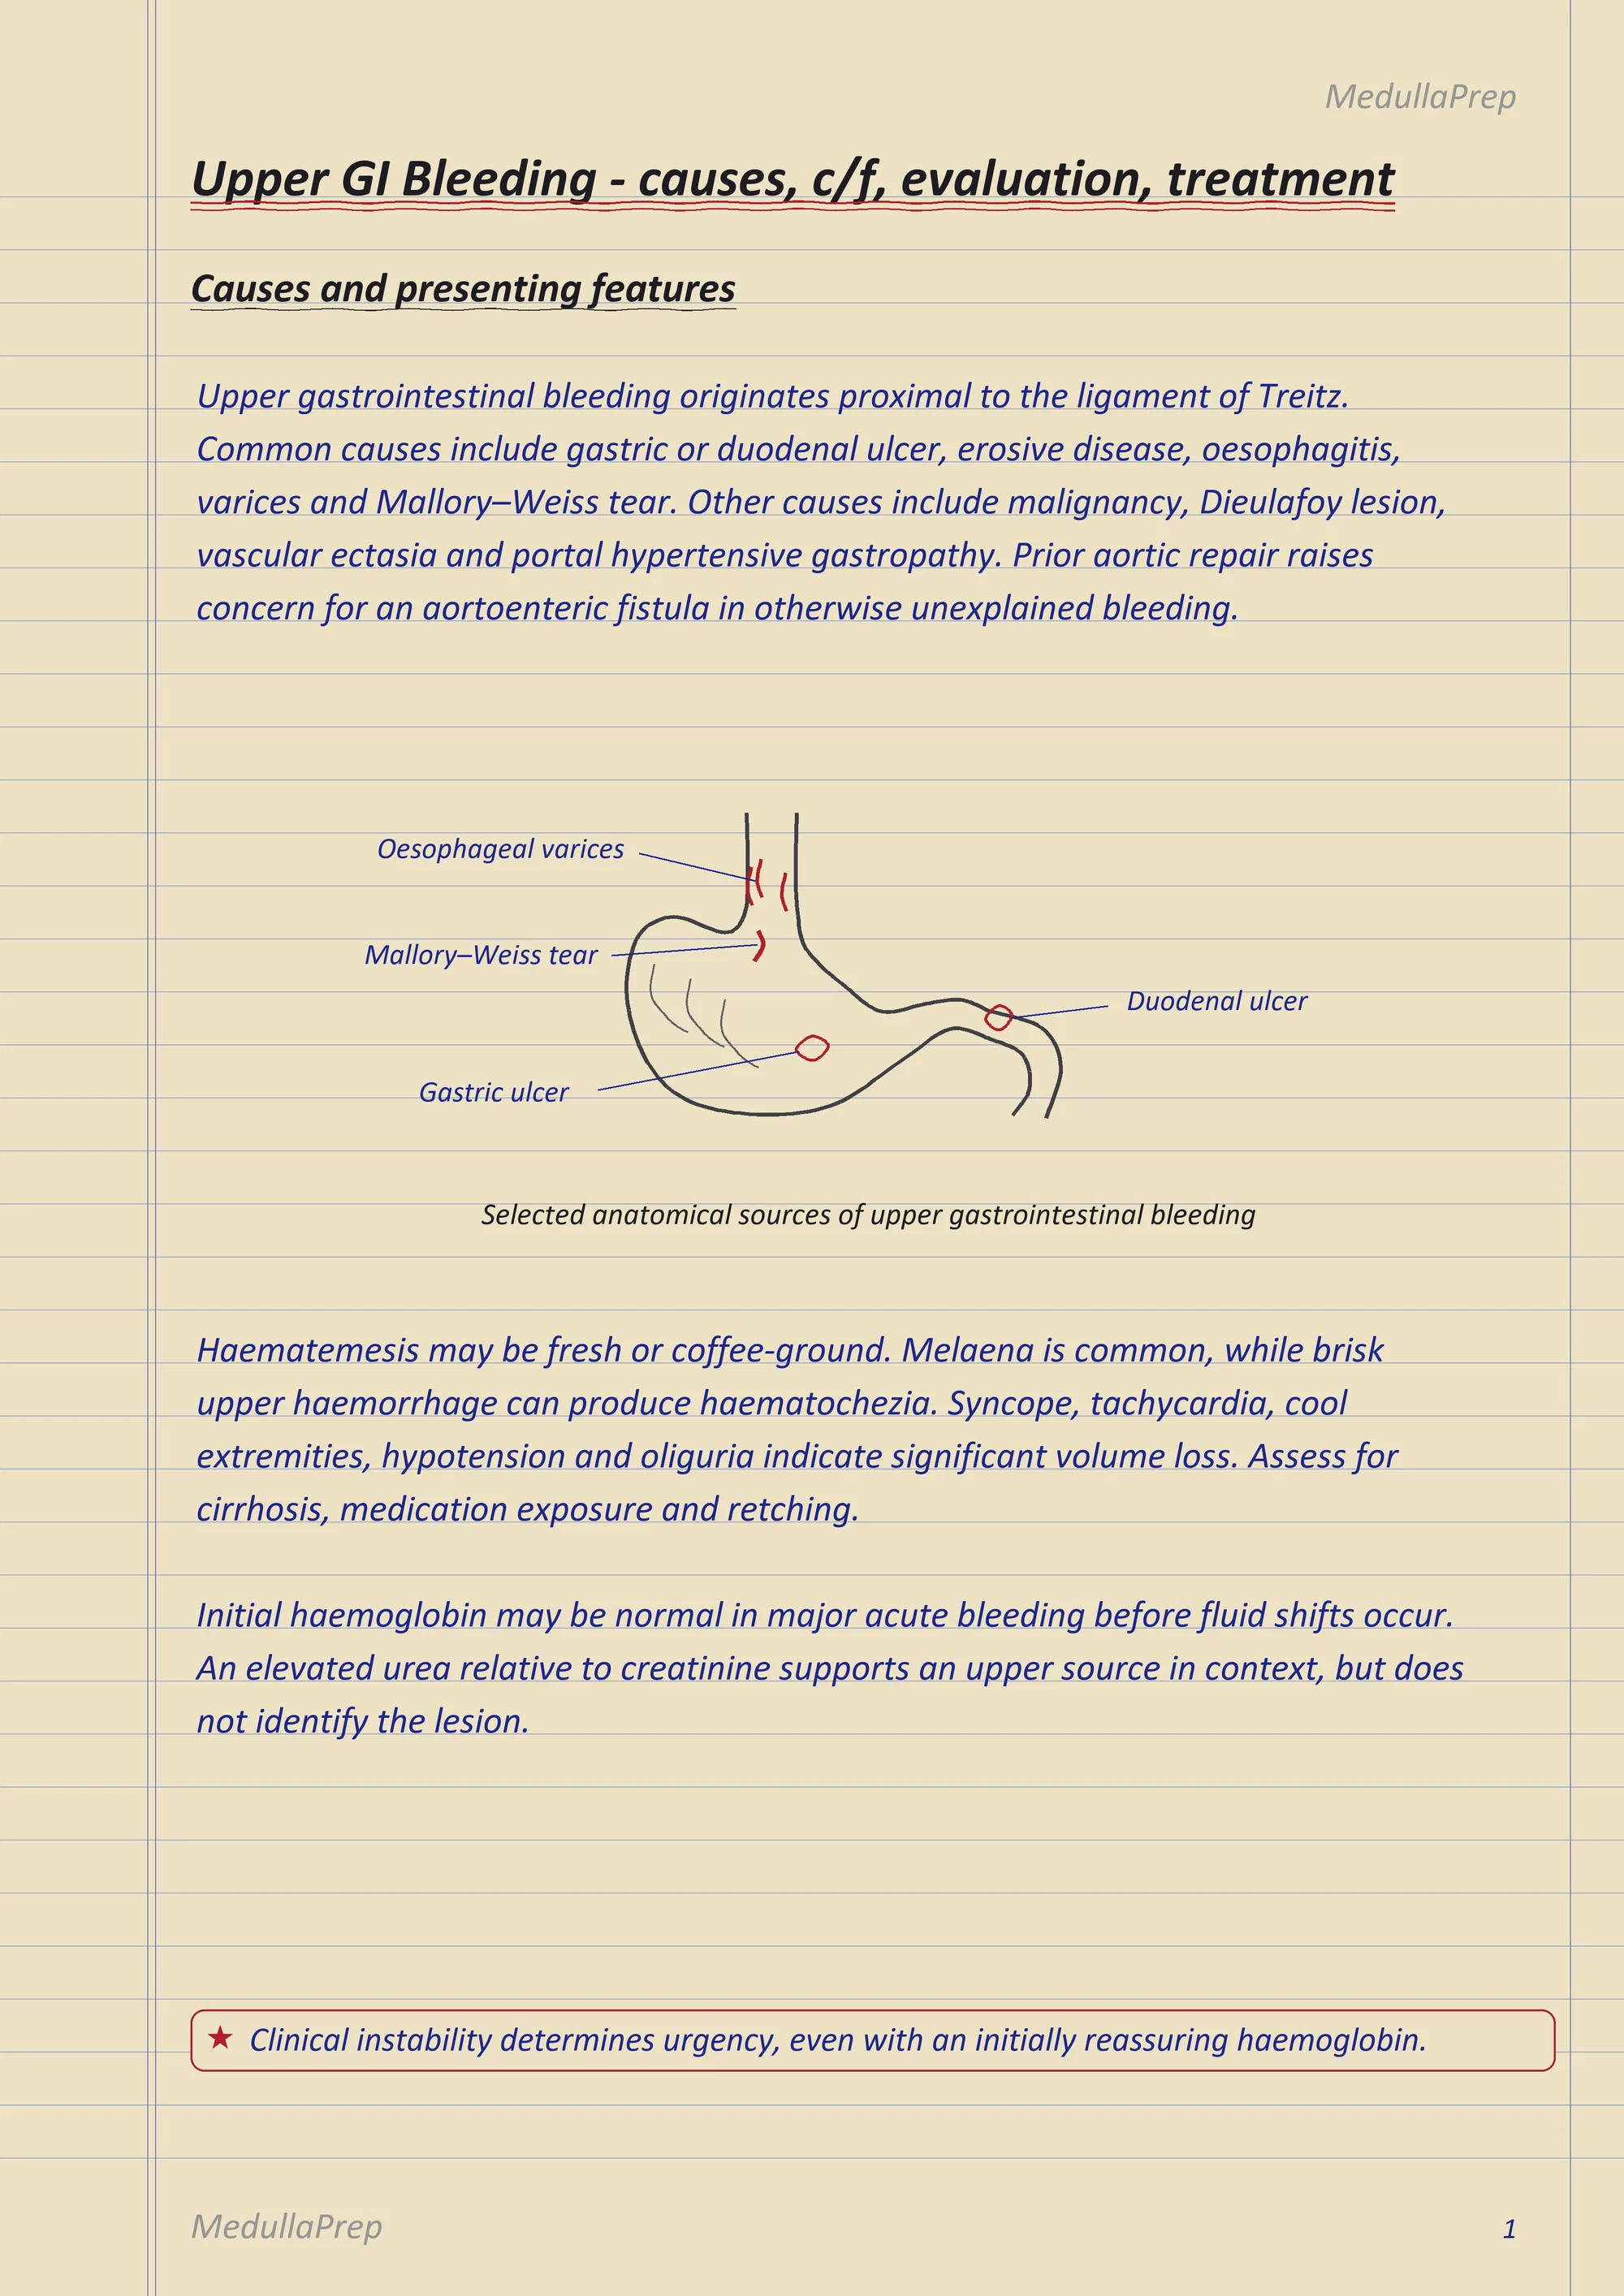 MedullaPrep
Upper GI Bleeding - causes, c/f, evaluation, treatment
Causes and presenting features
Upper gastrointestinal bleeding originates proximal to the ligament of Treitz.
Common causes include gastric or duodenal ulcer, erosive disease, oesophagitis,
varices and Mallory–Weiss tear. Other causes include malignancy, Dieulafoy lesion,
vascular ectasia and portal hypertensive gastropathy. Prior aortic repair raises
concern for an aortoenteric fistula in otherwise unexplained bleeding.
Oesophageal varices
Mallory–Weiss tear
Duodenal ulcer
Gastric ulcer
Selected anatomical sources of upper gastrointestinal bleeding
Haematemesis may be fresh or coffee-ground. Melaena is common, while brisk
upper haemorrhage can produce haematochezia. Syncope, tachycardia, cool
extremities, hypotension and oliguria indicate significant volume loss. Assess for
cirrhosis, medication exposure and retching.
Initial haemoglobin may be normal in major acute bleeding before fluid shifts occur.
An elevated urea relative to creatinine supports an upper source in context, but does
not identify the lesion.
★ Clinical instability determines urgency, even with an initially reassuring haemoglobin.
MedullaPrep
1